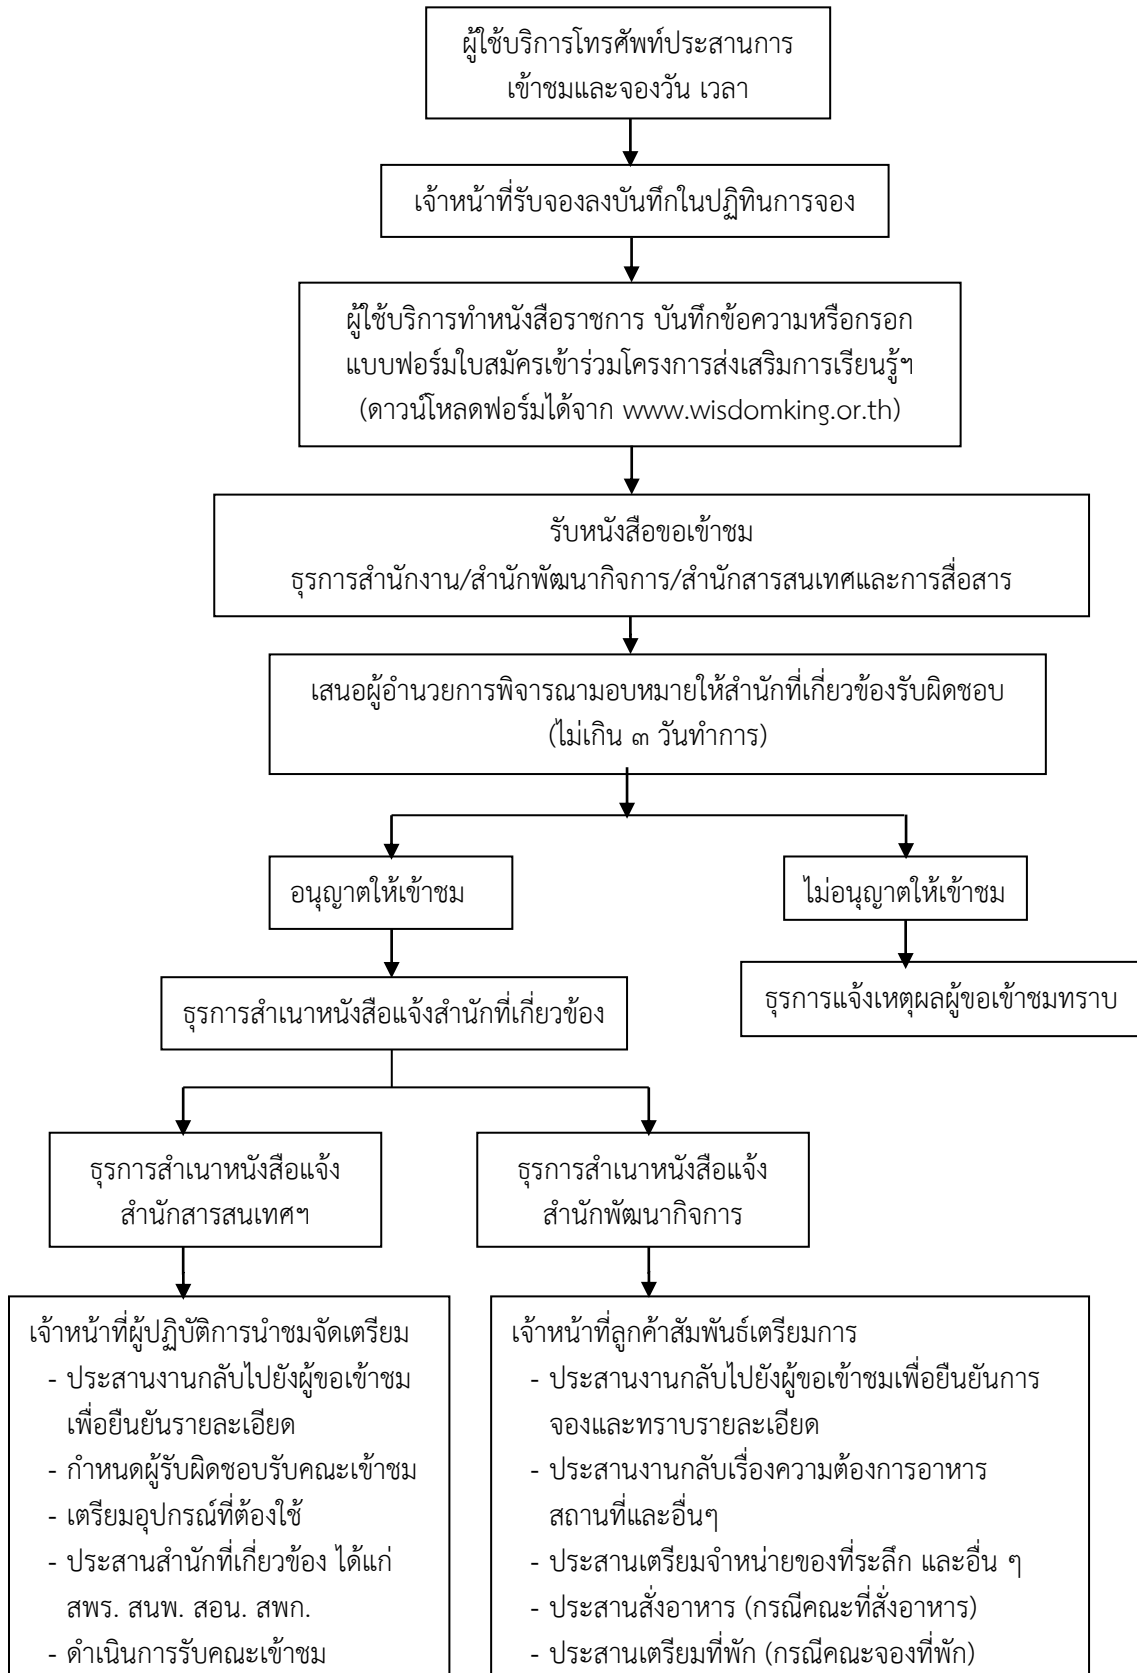 ผู้ใช้บริการโทรศัพท์ประสานการ
เข้าชมและจองวัน เวลา
เจ้าหน้าที่รับจองลงบันทึกในปฏิทินการจอง
ผู้ใช้บริการทำหนังสือราชการ บันทึกข้อความหรือกรอก
แบบฟอร์มใบสมัครเข้าร่วมโครงการส่งเสริมการเรียนรู้ฯ
(ดาวน์โหลดฟอร์มได้จาก www.wisdomking.or.th)
รับหนังสือขอเข้าชม
ธุรการสำนักงาน/สำนักพัฒนากิจการ/สำนักสารสนเทศและการสื่อสาร
เสนอผู้อำนวยการพิจารณามอบหมายให้สำนักที่เกี่ยวข้องรับผิดชอบ
(ไม่เกิน ๓ วันทำการ)
อนุญาตให้เข้าชม
ไม่อนุญาตให้เข้าชม
ธุรการสำเนาหนังสือแจ้งสำนักที่เกี่ยวข้อง
ธุรการแจ้งเหตุผลผู้ขอเข้าชมทราบ
ธุรการสำเนาหนังสือแจ้ง
สำนักสารสนเทศฯ
ธุรการสำเนาหนังสือแจ้ง
สำนักพัฒนากิจการ
เจ้าหน้าที่ผู้ปฏิบัติการนำชมจัดเตรียม
- ประสานงานกลับไปยังผู้ขอเข้าชม
เพื่อยืนยันรายละเอียด
- กำหนดผู้รับผิดชอบรับคณะเข้าชม
- เตรียมอุปกรณ์ที่ต้องใช้
- ประสานสำนักที่เกี่ยวข้อง ได้แก่
สพร. สนพ. สอน. สพก.
- ดำเนินการรับคณะเข้าชม
เจ้าหน้าที่ลูกค้าสัมพันธ์เตรียมการ
- ประสานงานกลับไปยังผู้ขอเข้าชมเพื่อยืนยันการ
จองและทราบรายละเอียด
- ประสานงานกลับเรื่องความต้องการอาหาร
สถานที่และอื่นๆ
- ประสานเตรียมจำหน่ายของที่ระลึก และอื่น ๆ
- ประสานสั่งอาหาร (กรณีคณะที่สั่งอาหาร)
- ประสานเตรียมที่พัก (กรณีคณะจองที่พัก)